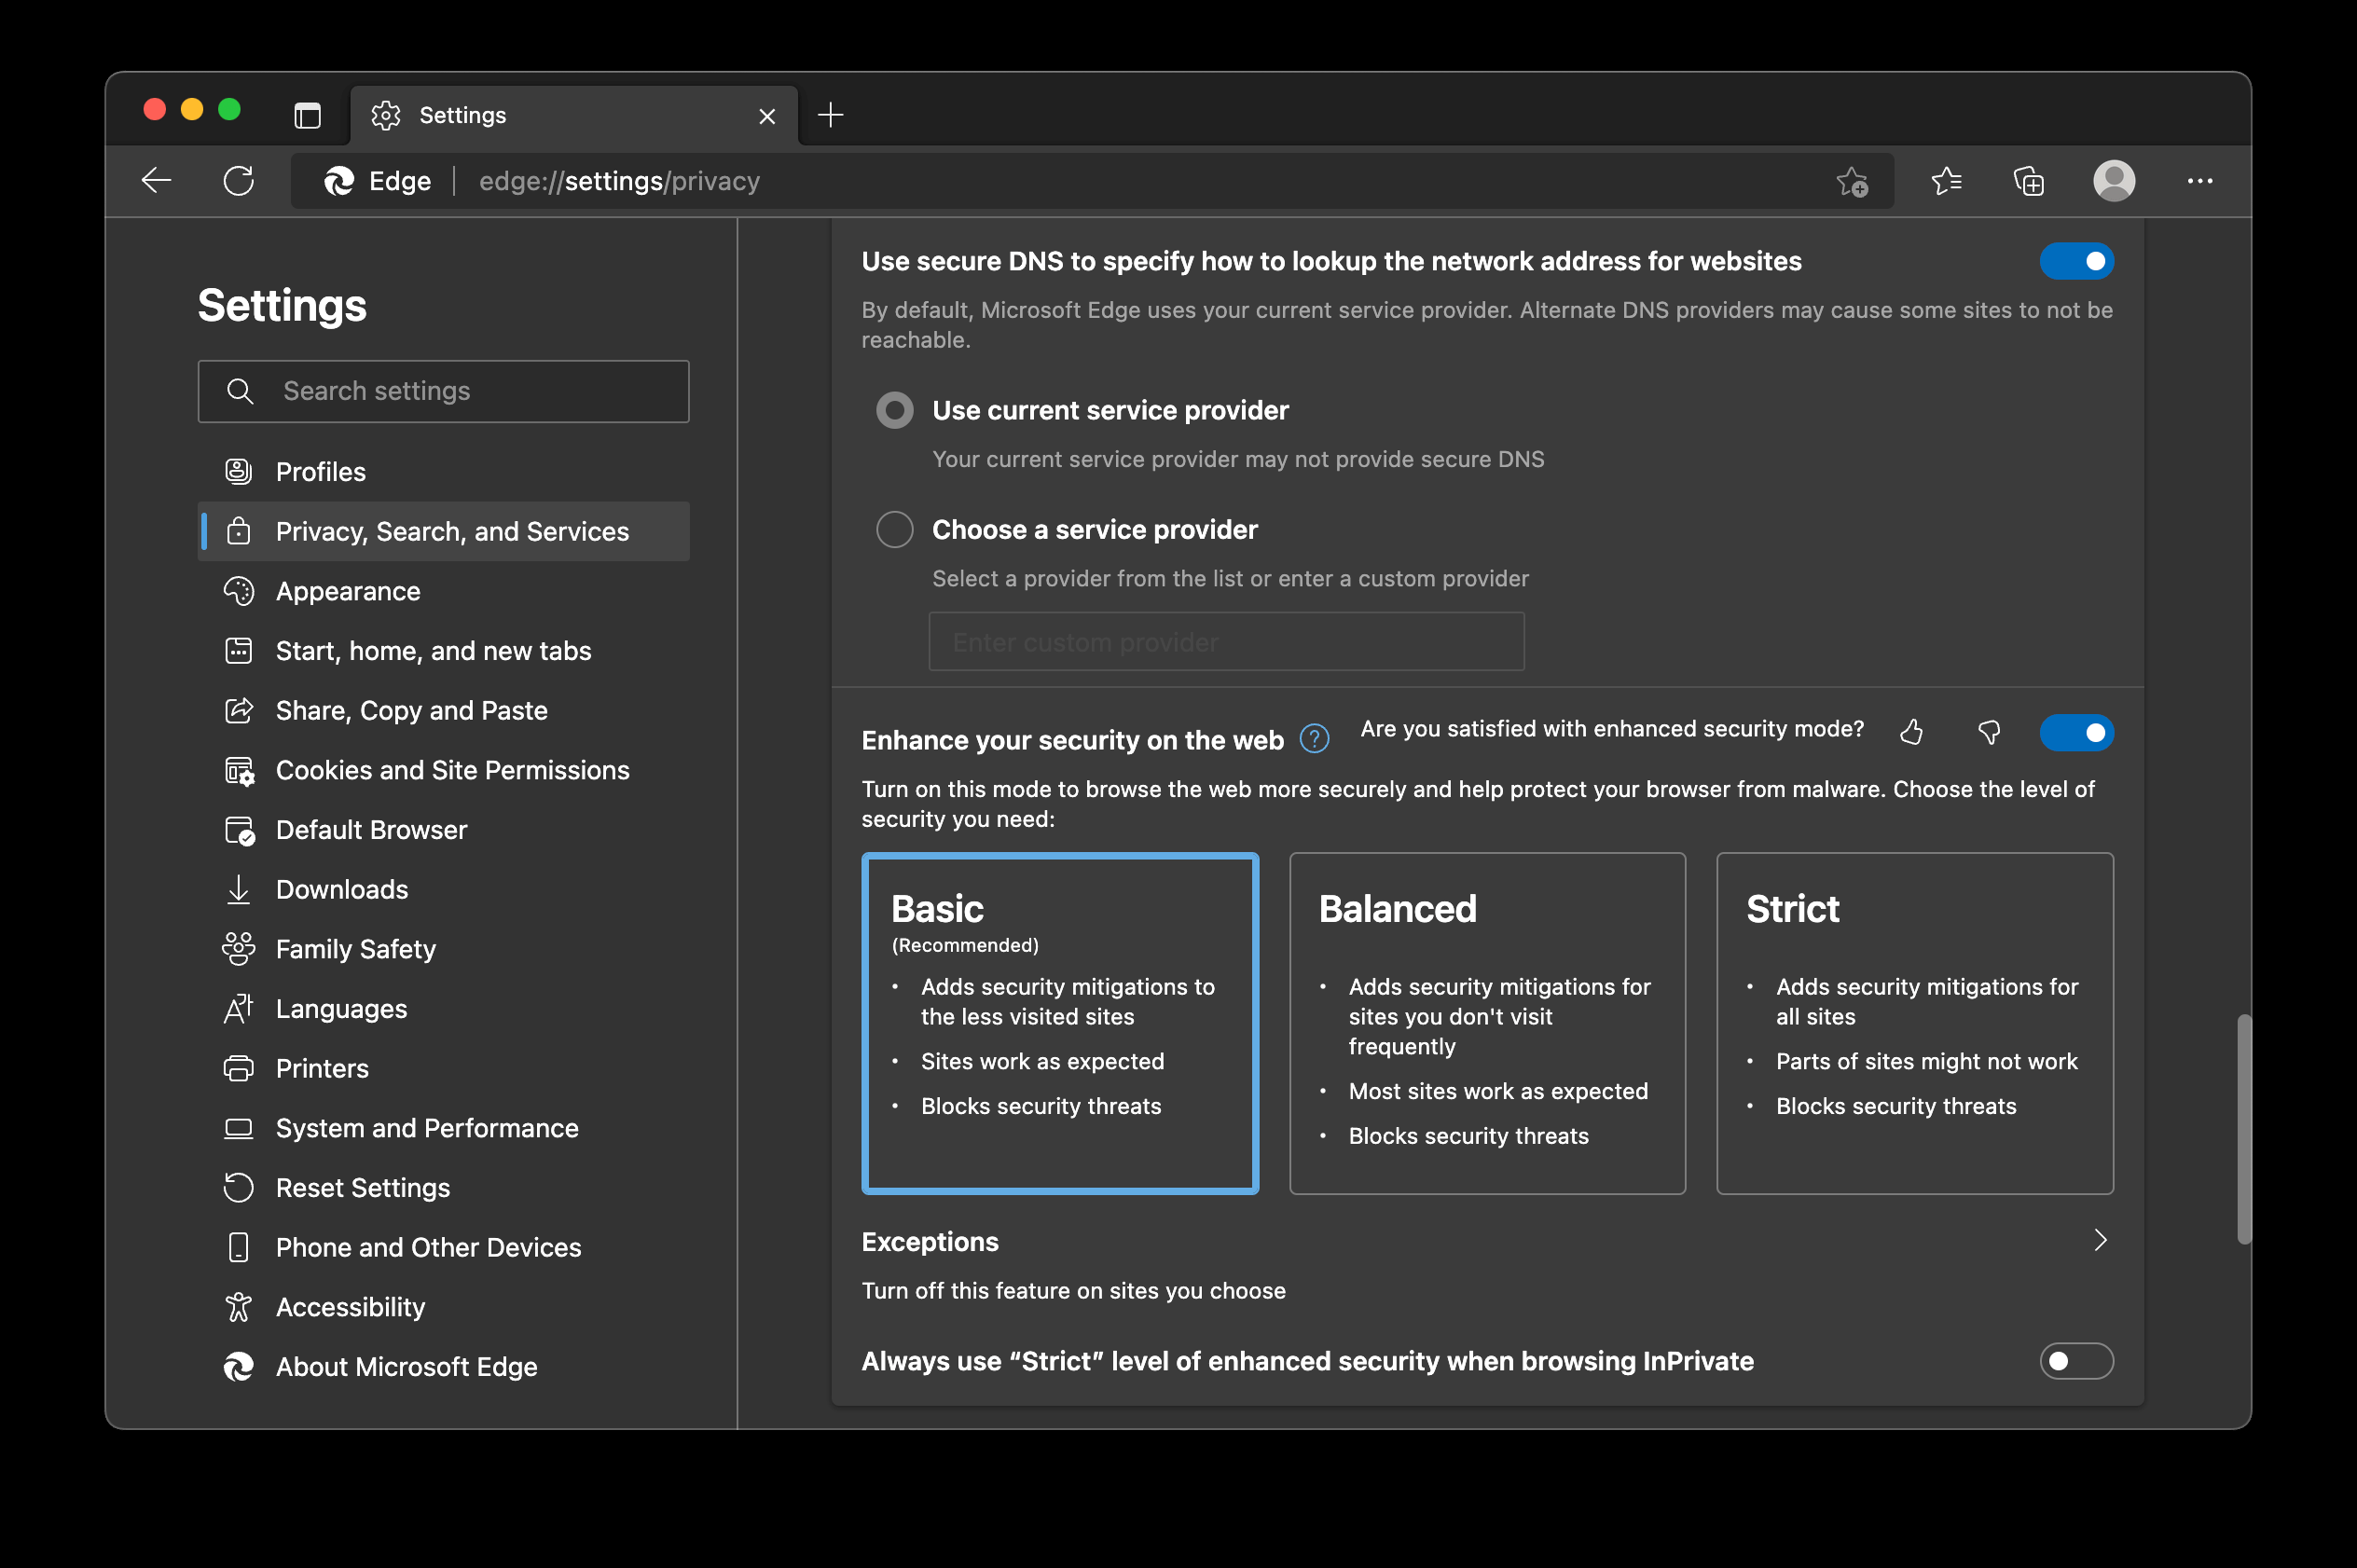 Settings
Edge
edge://settings/privacy
Settings
Search settings
Profiles
Privacy, Search, and Services
Appearance
Start, home, and new tabs
Share, Copy and Paste
Cookies and Site Permissions
Default Browser
Downloads
Family Safety
Languages
Printers
System and Performance
Reset Settings
Phone and Other Devices
Accessibility
About Microsoft Edge
Use secure DNS to specify how to lookup the network address for websites
By default, Microsoft Edge uses your current service provider. Alternate DNS providers may cause some sites to not be
reachable.
Use current service provider
Your current service provider may not provide secure DNS
Choose a service provider
Select a provider from the list or enter a custom provider
Enter custom provider
Enhance your security on the web
Are you satisfied with enhanced security mode?
Turn on this mode to browse the web more securely and help protect your browser from malware. Choose the level of
security you need:
Basic
(Recommended)
• Adds security mitigations to
the less visited sites
• Sites work as expected
• Blocks security threats
Balanced
• Adds security mitigations for
sites you don't visit
frequently
• Most sites work as expected
• Blocks security threats
Strict
• Adds security mitigations for
all sites
• Parts of sites might not work
• Blocks security threats
Exceptions
Turn off this feature on sites you choose
Always use “Strict” level of enhanced security when browsing InPrivate